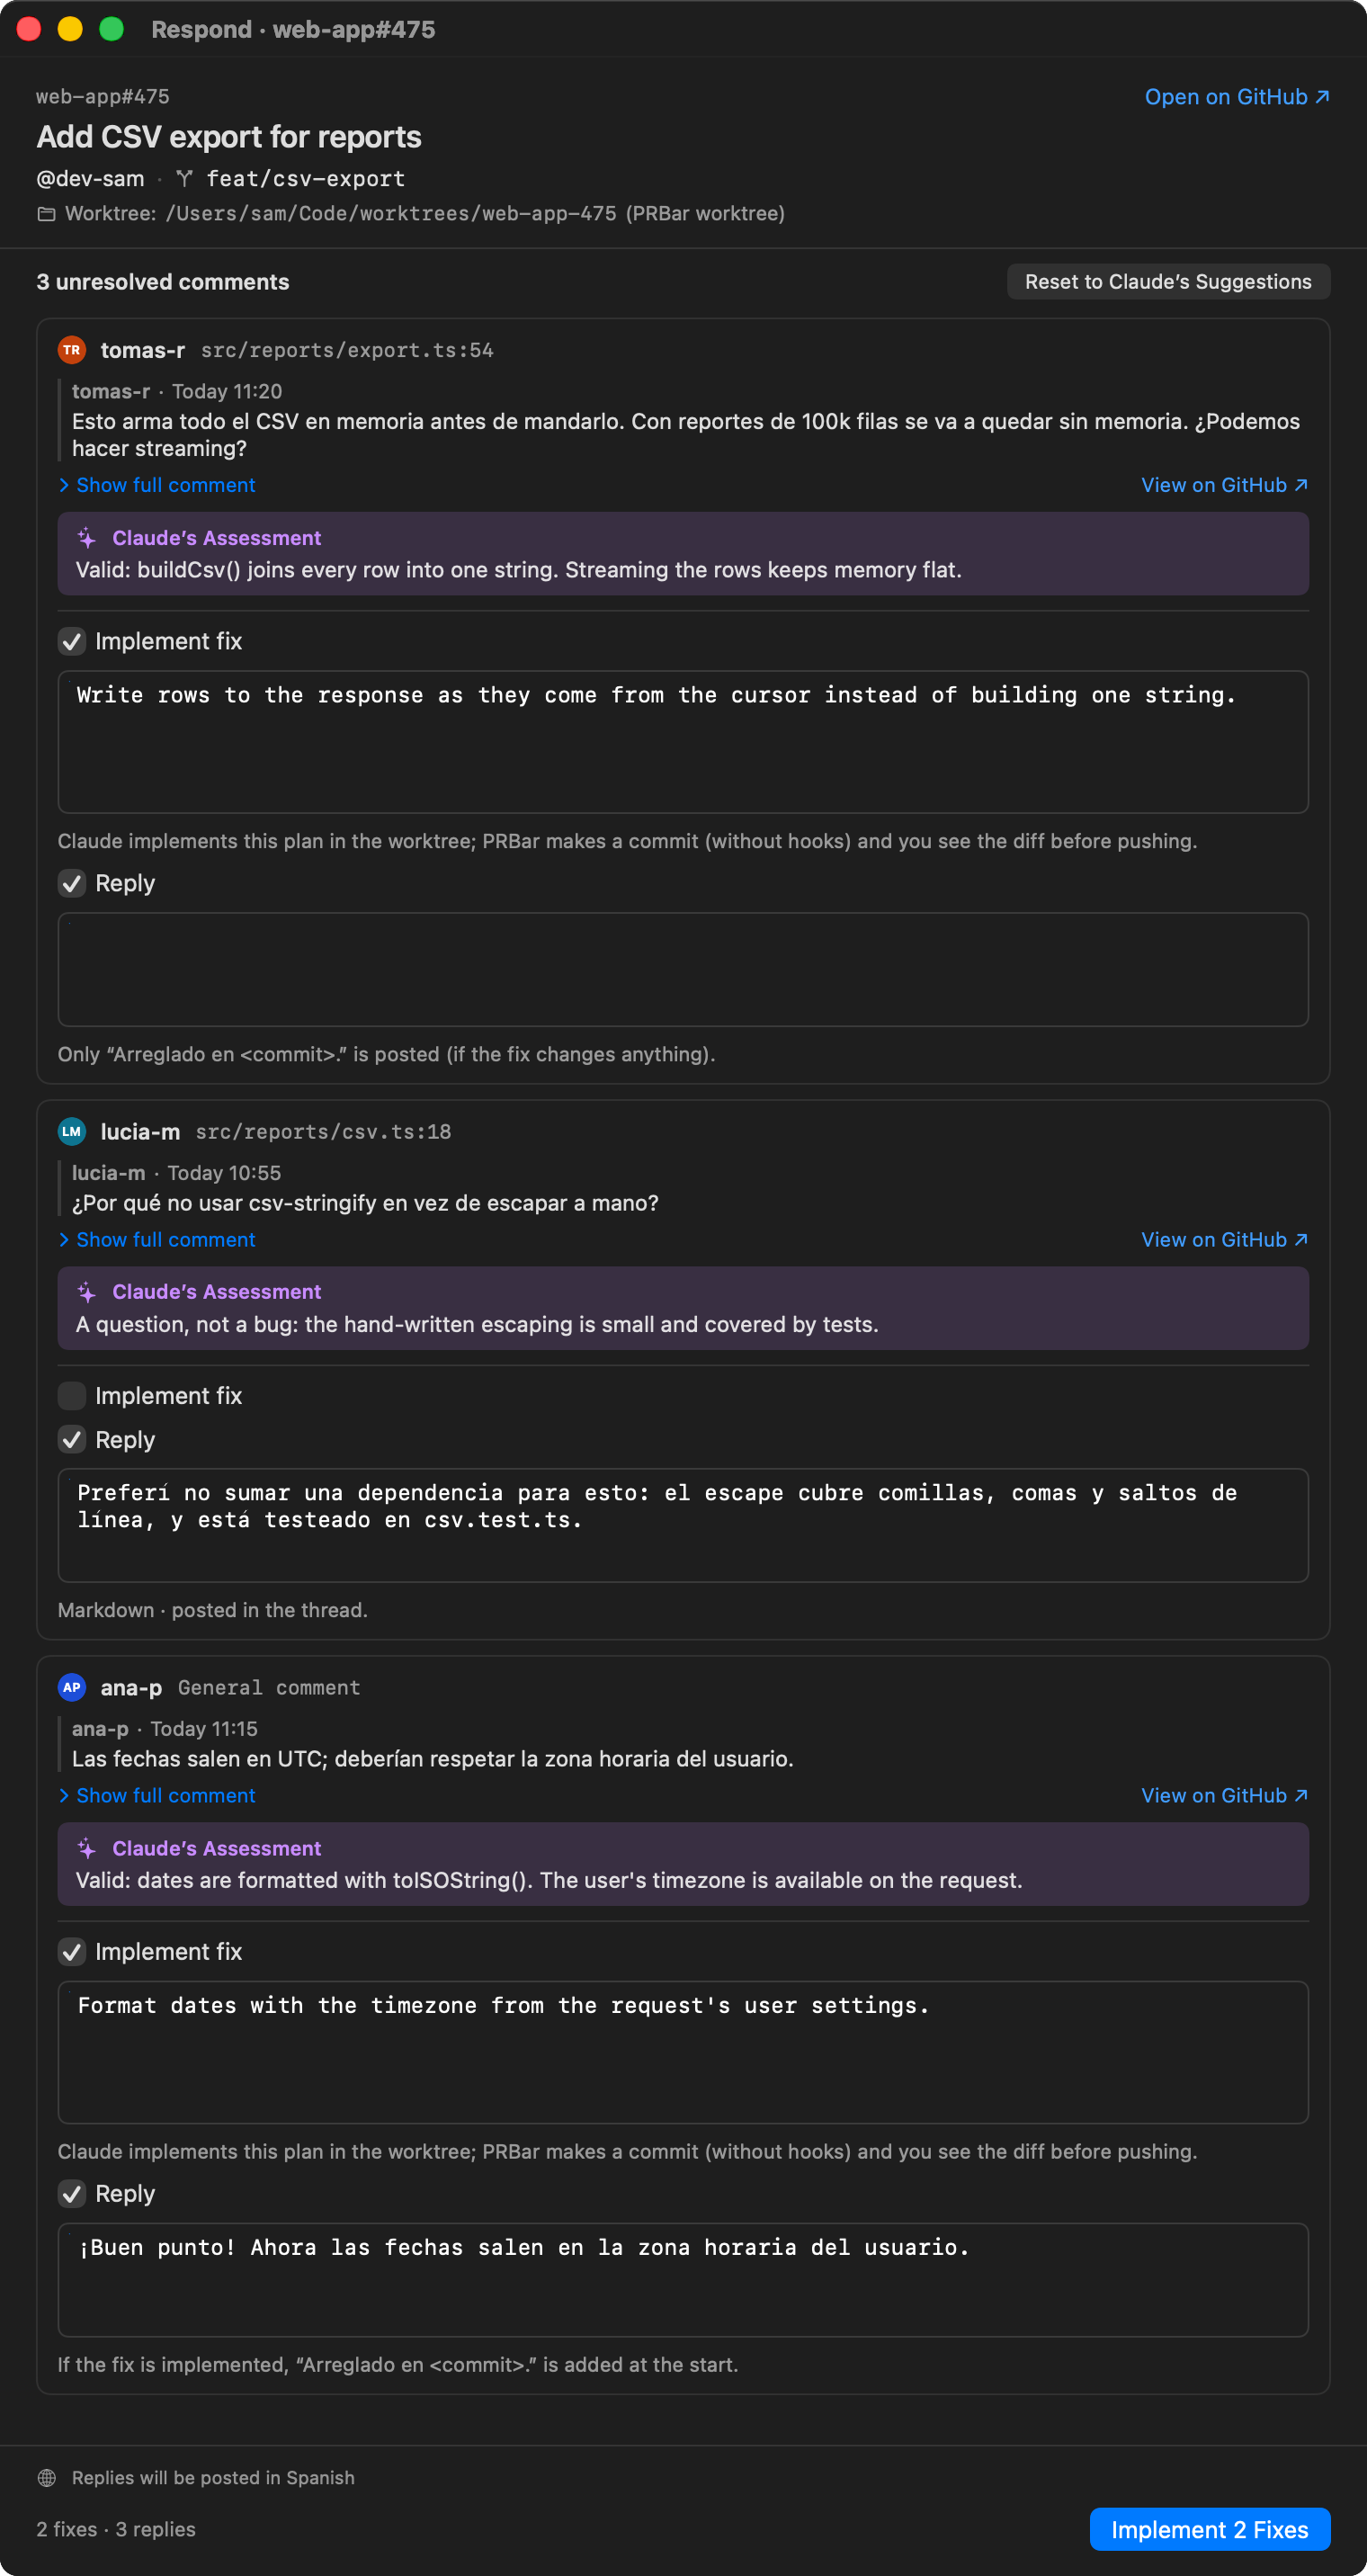 Respond · web-app#475
web-app#475
Open on GitHub ↗
Add CSV export for reports
@dev-sam · feat/csv-export
Worktree: /Users/sam/Code/worktrees/web-app-475 (PRBar worktree)
3 unresolved comments
Reset to Claude’s Suggestions
TR tomas-r src/reports/export.ts:54
tomas-r · Today 11:20
Esto arma todo el CSV en memoria antes de mandarlo. Con reportes de 100k filas se va a quedar sin memoria. ¿Podemos
hacer streaming?
> Show full comment
View on GitHub ↗
Claude’s Assessment
Valid: buildCsv() joins every row into one string. Streaming the rows keeps memory flat.
Implement fix
Write rows to the response as they come from the cursor instead of building one string.
Claude implements this plan in the worktree; PRBar makes a commit (without hooks) and you see the diff before pushing.
Reply
Only “Arreglado en <commit>.” is posted (if the fix changes anything).
LM lucia-m src/reports/csv.ts:18
lucia-m · Today 10:55
¿Por qué no usar csv-stringify en vez de escapar a mano?
> Show full comment
View on GitHub ↗
Claude’s Assessment
A question, not a bug: the hand-written escaping is small and covered by tests.
Implement fix
Reply
Preferí no sumar una dependencia para esto: el escape cubre comillas, comas y saltos de
línea, y está testeado en csv.test.ts.
Markdown · posted in the thread.
AP ana-p General comment
ana-p · Today 11:15
Las fechas salen en UTC; deberían respetar la zona horaria del usuario.
> Show full comment
View on GitHub ↗
Claude’s Assessment
Valid: dates are formatted with toISOString(). The user's timezone is available on the request.
Implement fix
Format dates with the timezone from the request's user settings.
Claude implements this plan in the worktree; PRBar makes a commit (without hooks) and you see the diff before pushing.
Reply
¡Buen punto! Ahora las fechas salen en la zona horaria del usuario.
If the fix is implemented, “Arreglado en <commit>.” is added at the start.
Replies will be posted in Spanish
2 fixes · 3 replies
Implement 2 Fixes